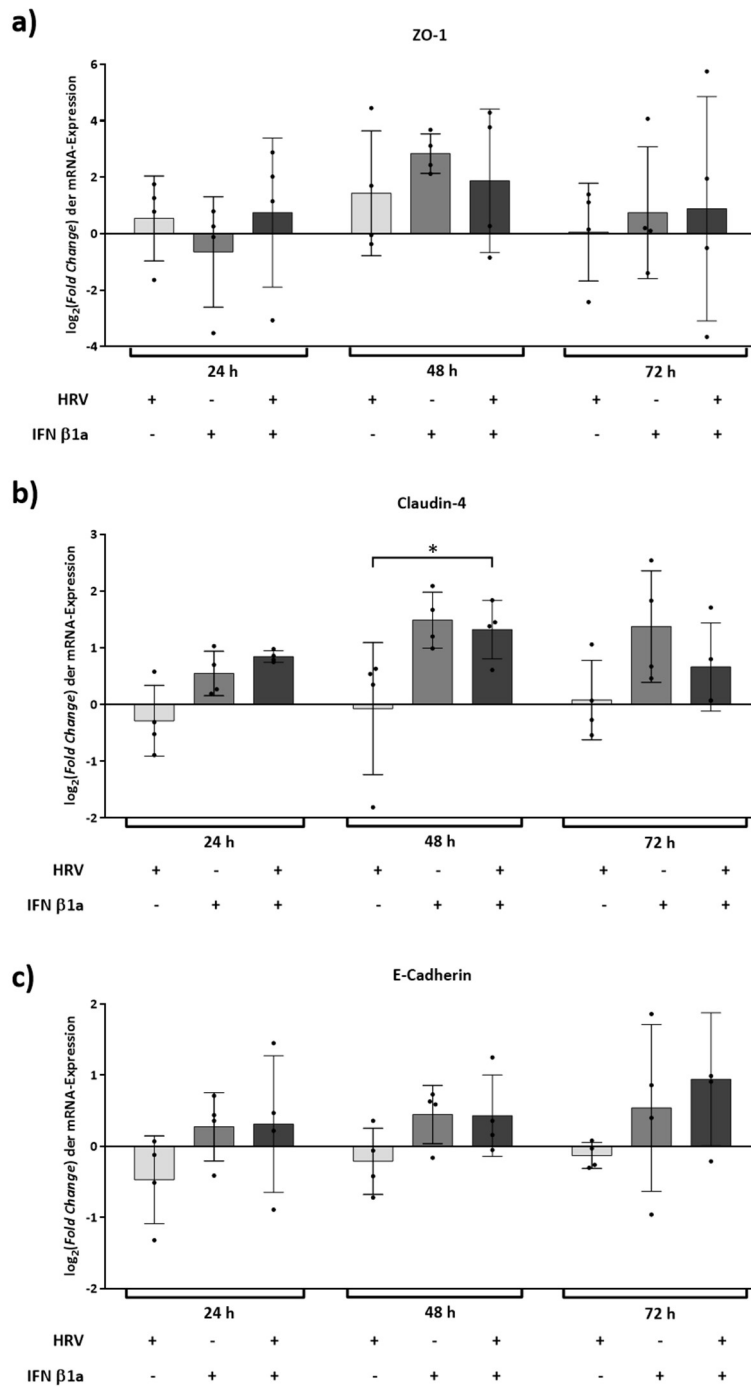 a)
ZO-1
log₂(Fold Change) der mRNA-Expression
6
4
2
0
-2
-4
24 h 48 h 72 h
HRV + - + + - + + - +
IFN β1a - + + - + + - + +
b)
Claudin-4
log₂(Fold Change) der mRNA-Expression
3
2
1
0
-1
-2
*
24 h 48 h 72 h
HRV + - + + - + + - +
IFN β1a - + + - + + - + +
c)
E-Cadherin
log₂(Fold Change) der mRNA-Expression
2
1
0
-1
-2
24 h 48 h 72 h
HRV + - + + - + + - +
IFN β1a - + + - + + - + +